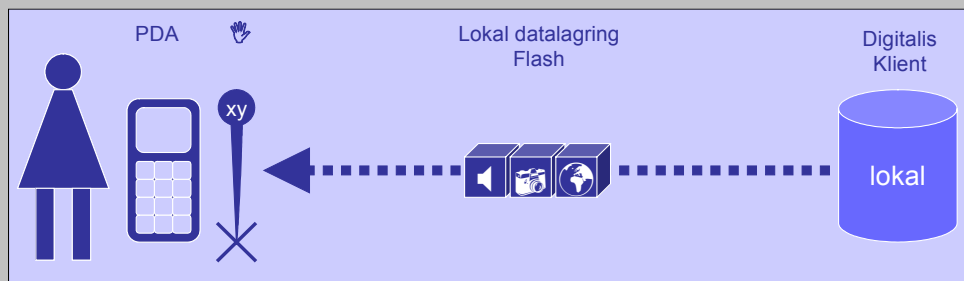 PDA
Lokal datalagring
Flash
Digitalis
Klient
xy
lokal